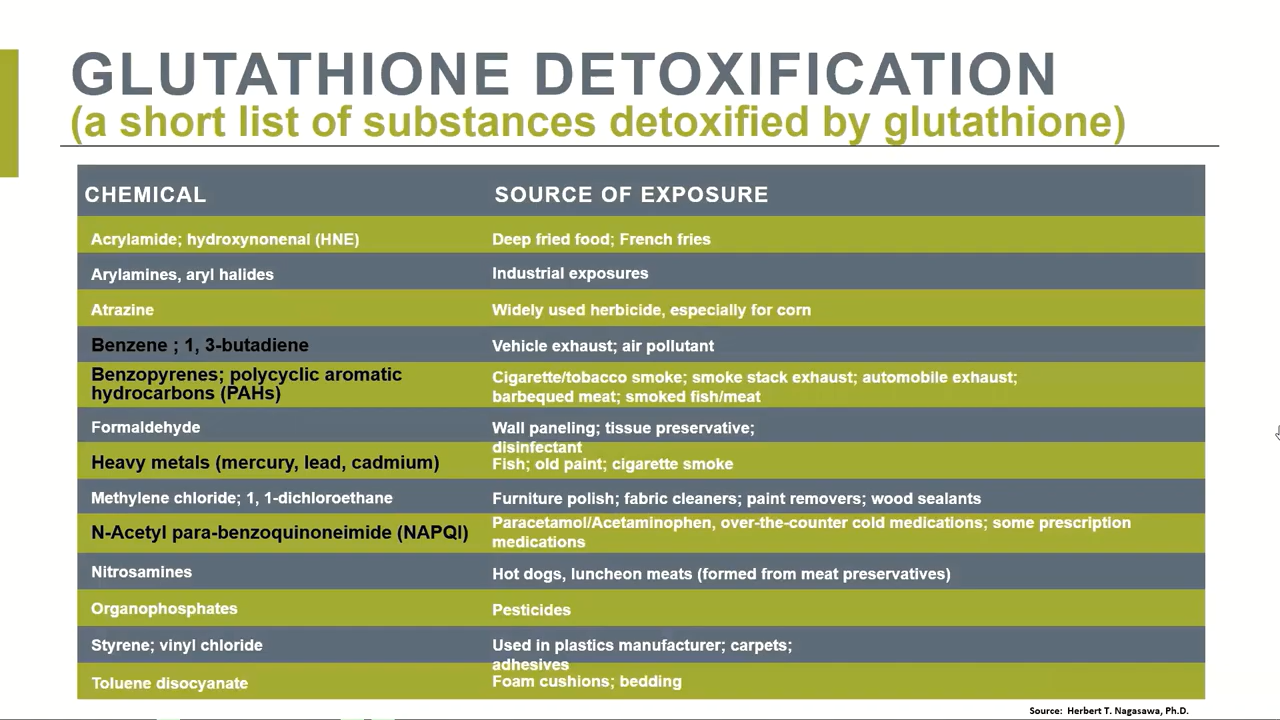 GLUTATHIONE DETOXIFICATION
(a short list of substances detoxified by glutathione)
CHEMICAL SOURCE OF EXPOSURE
Acrylamide; hydroxynonenal (HNE) Deep fried food; French fries
Arylamines, aryl halides Industrial exposures
Atrazine Widely used herbicide, especially for corn
Benzene ; 1, 3-butadiene Vehicle exhaust; air pollutant
Benzopyrenes; polycyclic aromatic
hydrocarbons (PAHs)
Cigarette/tobacco smoke; smoke stack exhaust; automobile exhaust;
barbequed meat; smoked fish/meat
Formaldehyde Wall paneling; tissue preservative;
disinfectant
Heavy metals (mercury, lead, cadmium) Fish; old paint; cigarette smoke
Methylene chloride; 1, 1-dichloroethane Furniture polish; fabric cleaners; paint removers; wood sealants
N-Acetyl para-benzoquinoneimide (NAPQI) Paracetamol/Acetaminophen, over-the-counter cold medications; some prescription
medications
Nitrosamines Hot dogs, luncheon meats (formed from meat preservatives)
Organophosphates Pesticides
Styrene; vinyl chloride Used in plastics manufacturer; carpets;
adhesives
Toluene disocyanate Foam cushions; bedding
Source: Herbert T. Nagasawa, Ph.D.